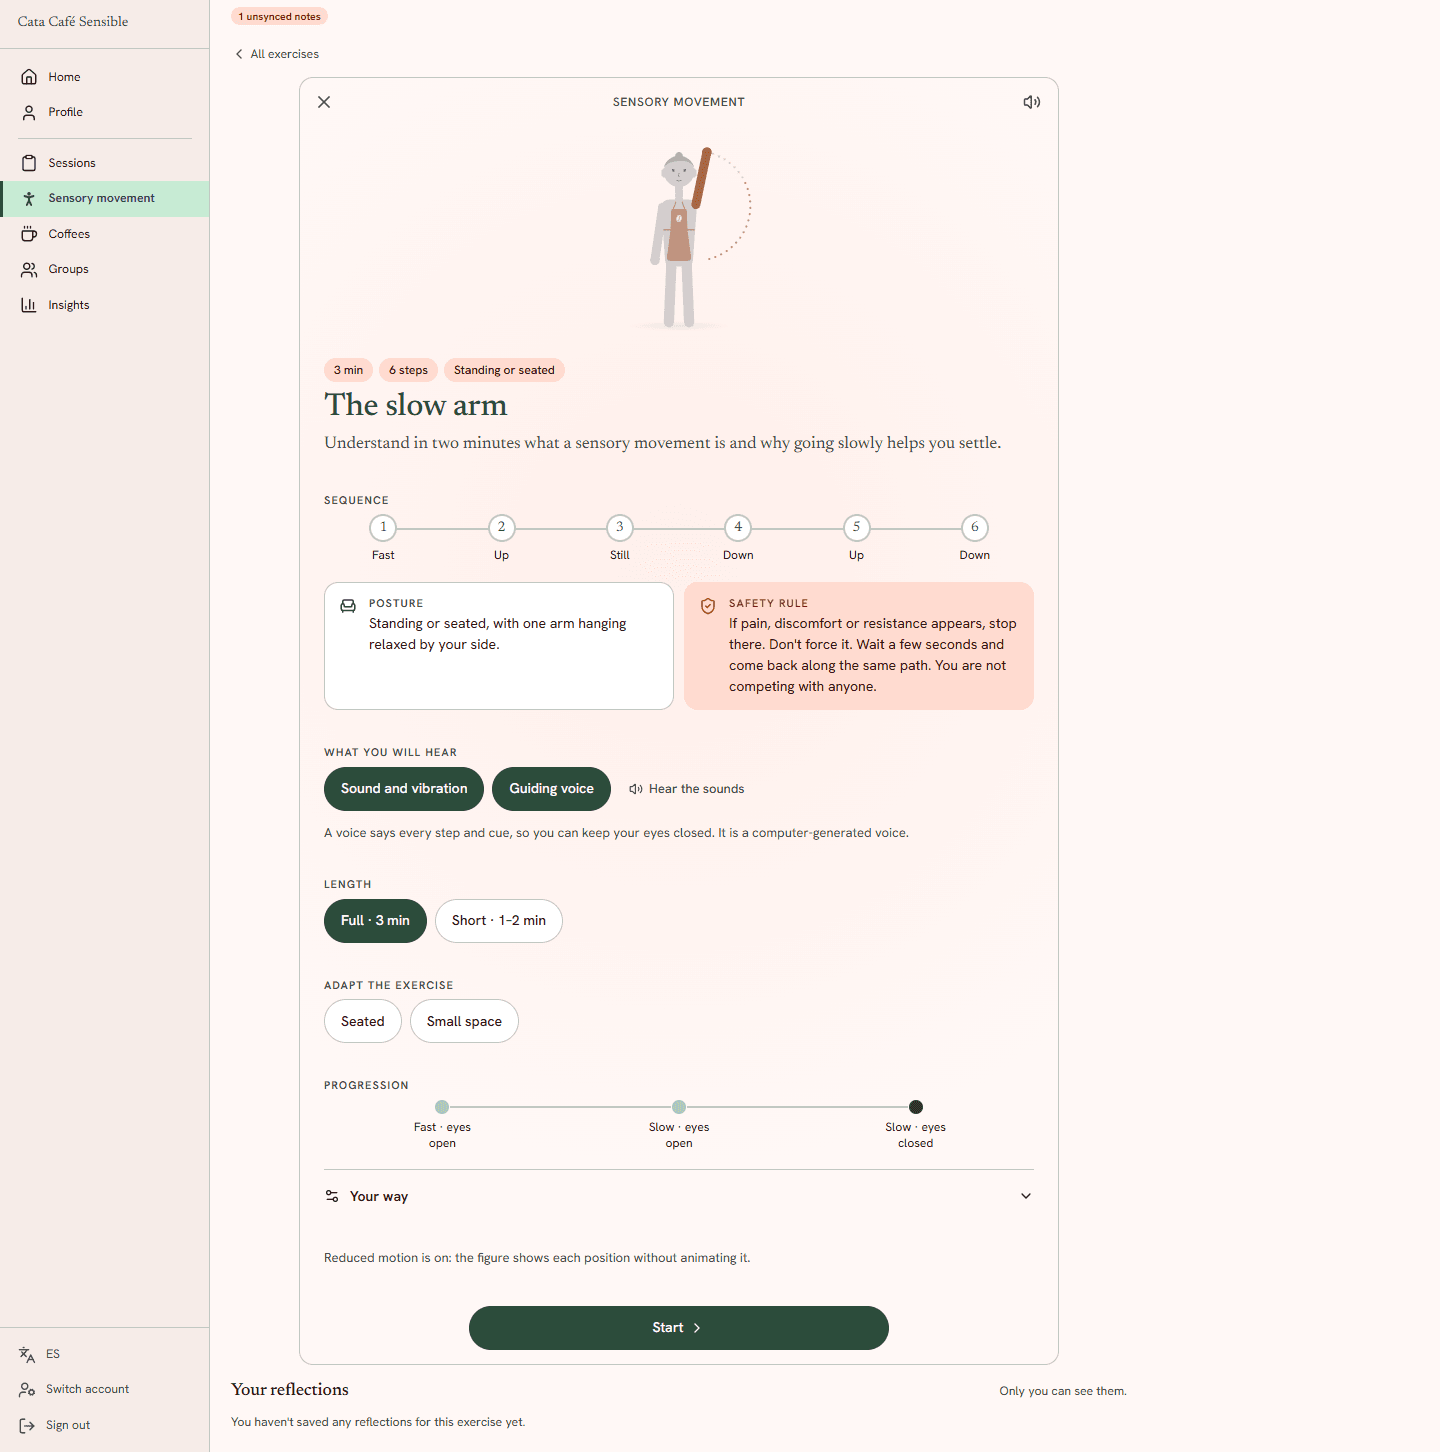 Cata Café Sensible
Home
Profile
Sessions
Sensory movement
Coffees
Groups
Insights
ES
Switch account
Sign out
1 unsynced notes
All exercises
SENSORY MOVEMENT
3 min
6 steps
Standing or seated
The slow arm
Understand in two minutes what a sensory movement is and why going slowly helps you settle.
SEQUENCE
1
2
3
4
5
6
Fast
Up
Still
Down
Up
Down
POSTURE
Standing or seated, with one arm hanging
relaxed by your side.
SAFETY RULE
If pain, discomfort or resistance appears, stop
there. Don't force it. Wait a few seconds and
come back along the same path. You are not
competing with anyone.
WHAT YOU WILL HEAR
Sound and vibration
Guiding voice
Hear the sounds
A voice says every step and cue, so you can keep your eyes closed. It is a computer-generated voice.
LENGTH
Full · 3 min
Short · 1–2 min
ADAPT THE EXERCISE
Seated
Small space
PROGRESSION
Fast · eyes
open
Slow · eyes
open
Slow · eyes
closed
Your way
Reduced motion is on: the figure shows each position without animating it.
Start
Your reflections
Only you can see them.
You haven't saved any reflections for this exercise yet.